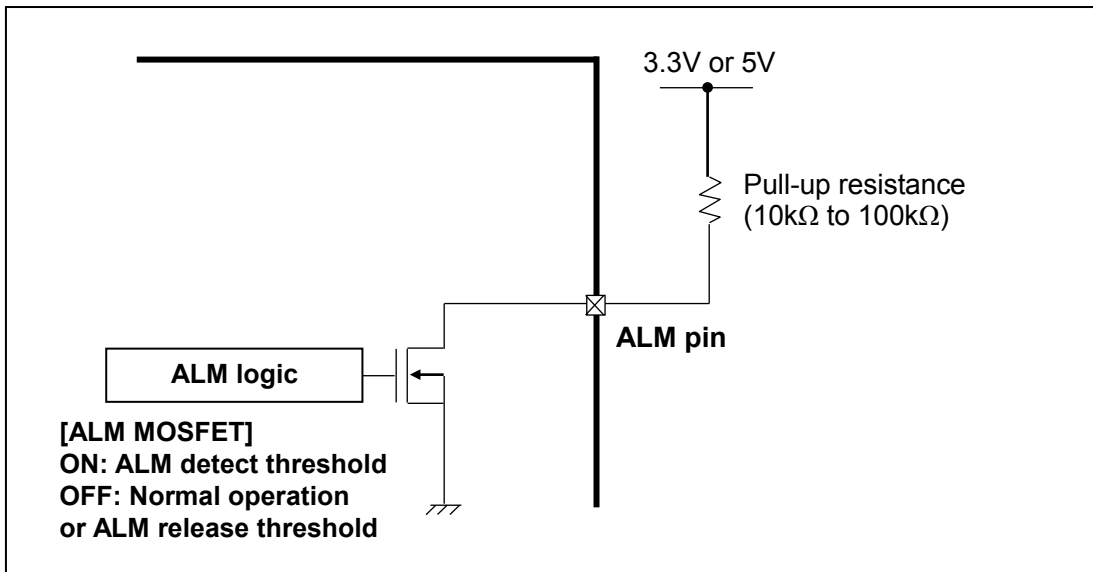 3.3V or 5V
Pull-up resistance
(10kΩ to 100kΩ)
ALM pin
ALM logic
[ALM MOSFET]
ON: ALM detect threshold
OFF: Normal operation
or ALM release threshold